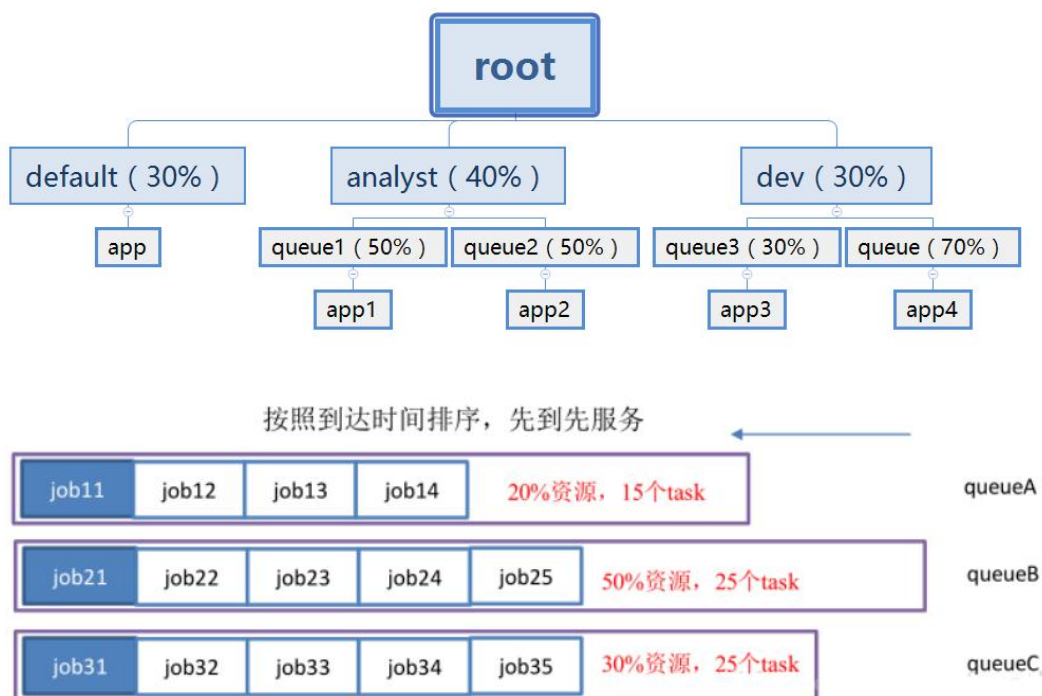 root
default ( 30% ) analyst ( 40% ) dev ( 30% )
app queue1 ( 50% ) queue2 ( 50% ) queue3 ( 30% ) queue ( 70% )
app1 app2 app3 app4
按照到达时间排序，先到先服务
job11 job12 job13 job14 20%资源，15个task queueA
job21 job22 job23 job24 job25 50%资源，25个task queueB
job31 job32 job33 job34 job35 30%资源，25个task queueC